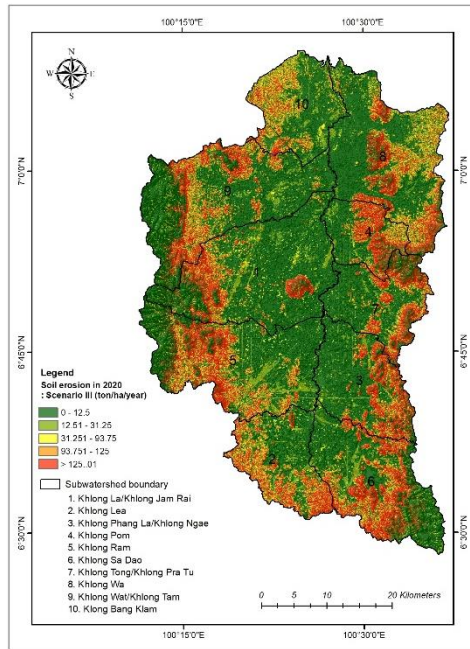 100°15'0"E 100°30'0"E
N
W E
S
10
8
7°0'0"N 7°0'0"N
9
4
1
7
6°45'0"N 6°45'0"N
5
3
Legend
Soil erosion in 2020
: Scenario III (ton/ha/year)
0 - 12.5
12.51 - 31.25
31.251 - 93.75
93.751 - 125
> 125..01
Subwatershed boundary
1. Khlong La/Khlong Jam Rai
2. Khlong Lea
3. Khlong Phang La/Khlong Ngae
4. Khlong Pom
5. Khlong Ram
6. Khlong Sa Dao
7. Khlong Tong/Khlong Pra Tu
8. Khlong Wa
9. Khlong Wat/Khlong Tam
10. Klong Bang Klam
2
6
6°30'0"N 6°30'0"N
0 5 10 20 Kilometers
100°15'0"E 100°30'0"E